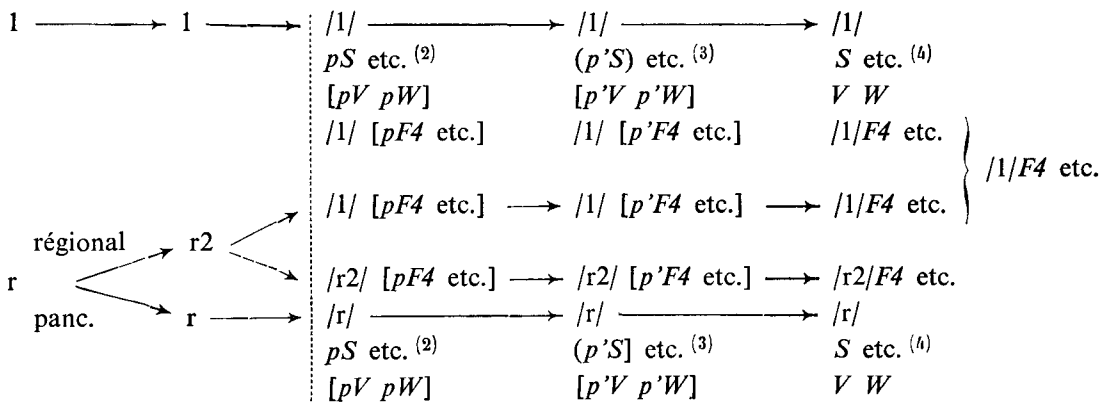 1 ⟶ 1 ⟶ /1/ ⟶ /1/ ⟶ /1/
pS etc. (2) (p'S) etc. (3) S etc. (4)
[pV pW] [p'V p'W] V W
/1/ [pF4 etc.] /1/ [p'F4 etc.] /1/F4 etc.
/1/F4 etc.
/1/ [pF4 etc.] ⟶ /1/ [p'F4 etc.] ⟶ /1/F4 etc.
régional r2
r /r2/ [pF4 etc.] ⟶ /r2/ [p'F4 etc.] ⟶ /r2/F4 etc.
panc. r ⟶ /r/ ⟶ /r/ ⟶ /r/
pS etc. (2) (p'S] etc. (3) S etc. (4)
[pV pW] [p'V p'W] V W